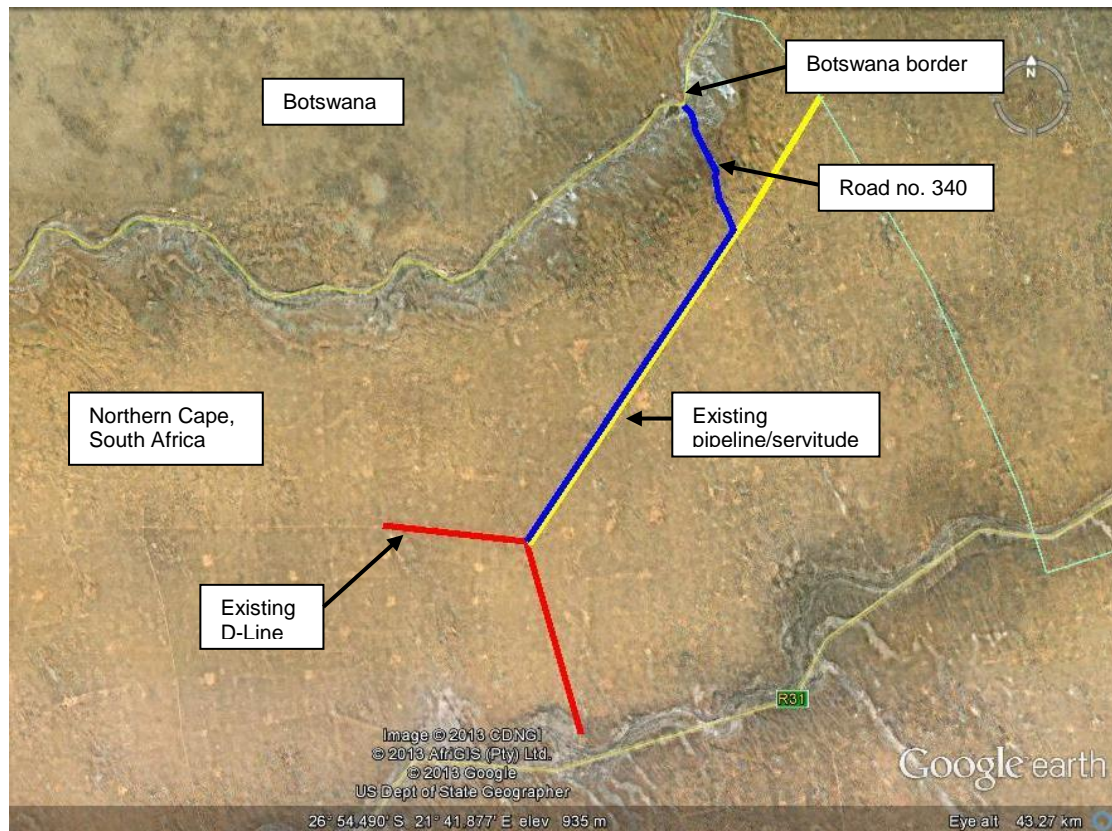 Botswana border
Botswana
N
Road no. 340
Northern Cape,
South Africa
Existing
pipeline/servitude
Existing
D-Line
R31
Image © 2013 CDNGI
© 2013 AfriGIS (Pty) Ltd.
© 2013 Google
US Dept of State Geographer
Google earth
26° 54.490' S 21° 41.877' E elev 935 m
Eye alt 43.27 km